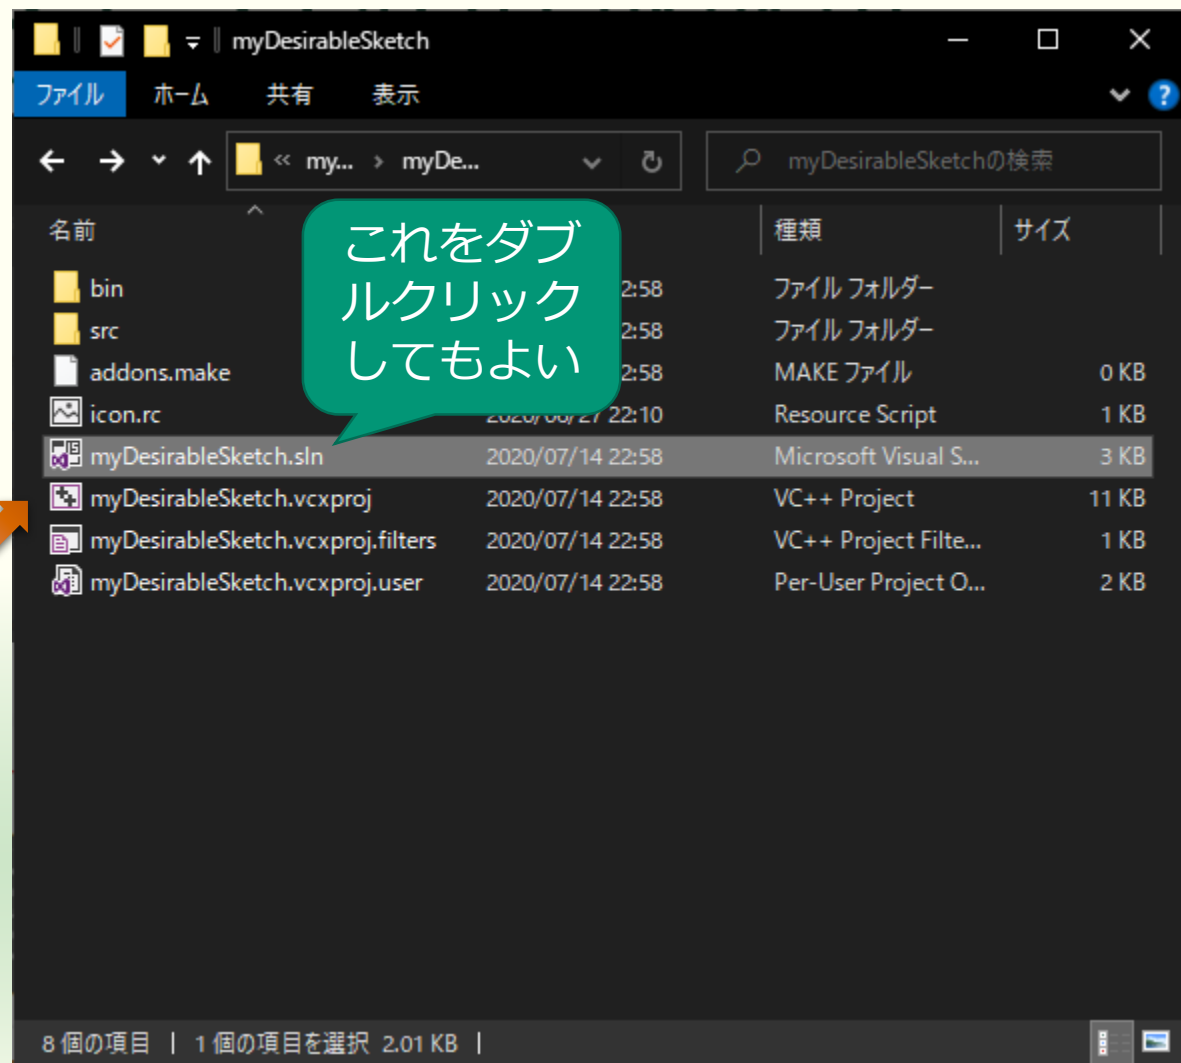 myDesirableSketch
ファイル ホーム 共有 表示
« my... › myDe... myDesirableSketchの検索
名前 種類 サイズ
これをダブ
ルクリック
してもよい
bin 2:58 ファイル フォルダー
src 2:58 ファイル フォルダー
addons.make 2:58 MAKE ファイル 0 KB
icon.rc 2020/06/27 22:10 Resource Script 1 KB
myDesirableSketch.sln 2020/07/14 22:58 Microsoft Visual S... 3 KB
myDesirableSketch.vcxproj 2020/07/14 22:58 VC++ Project 11 KB
myDesirableSketch.vcxproj.filters 2020/07/14 22:58 VC++ Project Filte... 1 KB
myDesirableSketch.vcxproj.user 2020/07/14 22:58 Per-User Project O... 2 KB
8 個の項目 | 1 個の項目を選択 2.01 KB |